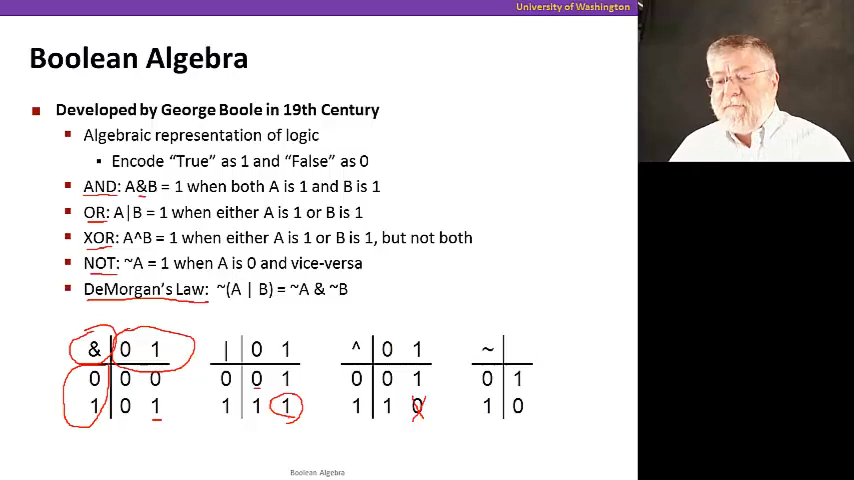 University of Washington
Boolean Algebra
Developed by George Boole in 19th Century
Algebraic representation of logic
Encode “True” as 1 and “False” as 0
AND: A&B = 1 when both A is 1 and B is 1
OR: A|B = 1 when either A is 1 or B is 1
XOR: A^B = 1 when either A is 1 or B is 1, but not both
NOT: ~A = 1 when A is 0 and vice-versa
DeMorgan's Law: ~(A | B) = ~A & ~B
& 0 1 | 0 1 ^ 0 1 ~
0 0 0 0 0 1 0 0 1 0 1
1 0 1 1 1 1 1 1 0 1 0
Boolean Algebra